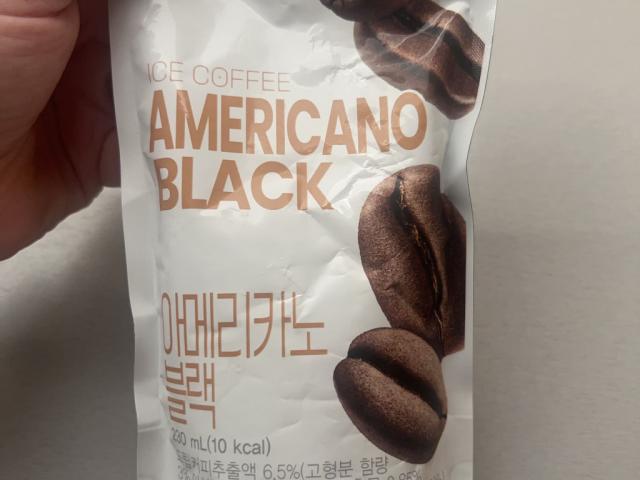 ICE COFFEE
AMERICANO
BLACK
아메리카노
블랙
230 mL(10 kcal)
커피추출액 6.5%(고형분 함량